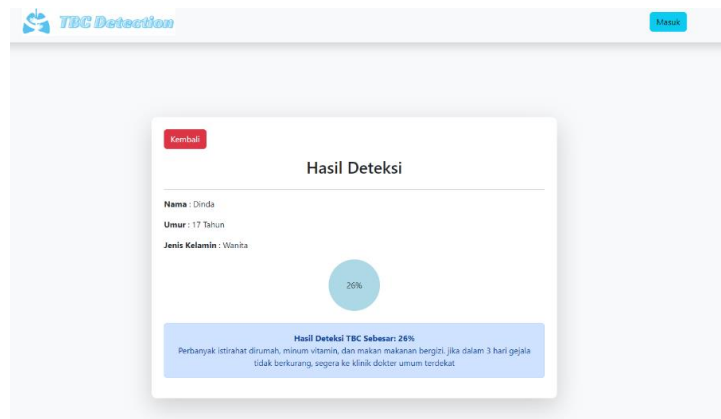 TBC Detection
Masuk
Kembali
Hasil Deteksi
Nama : Dinda
Umur : 17 Tahun
Jenis Kelamin : Wanita
26%
Hasil Deteksi TBC Sebesar: 26%
Perbanyak istirahat dirumah, minum vitamin, dan makan makanan bergizi. jika dalam 3 hari gejala
tidak berkurang, segera ke klinik dokter umum terdekat